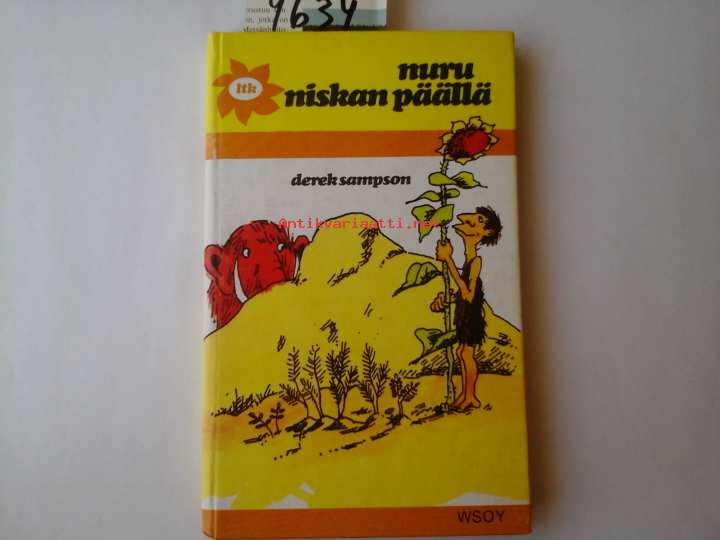 9634
ltk
nuru
niskan päällä
derek sampson
@ntikvariaatti.net
WSOY